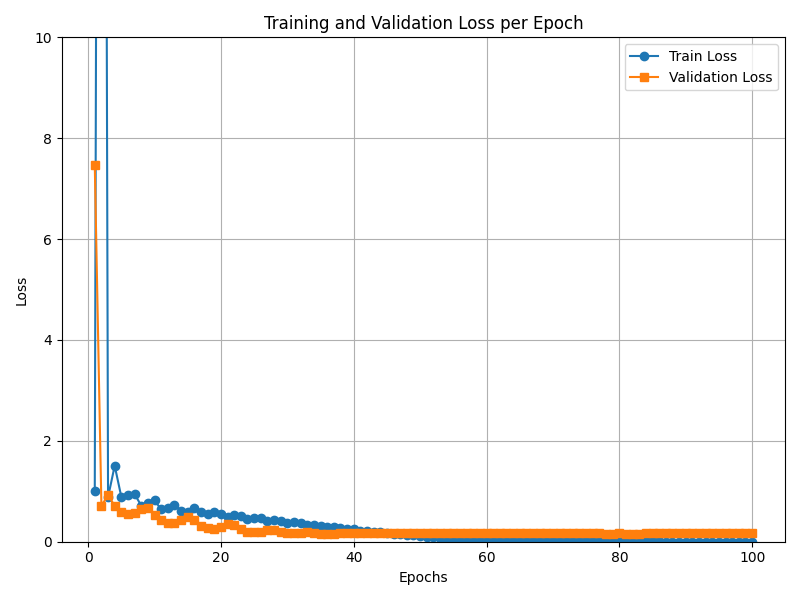 Training and Validation Loss per Epoch
Train Loss
Validation Loss
10
8
6
4
2
0
Loss
0 20 40 60 80 100
Epochs